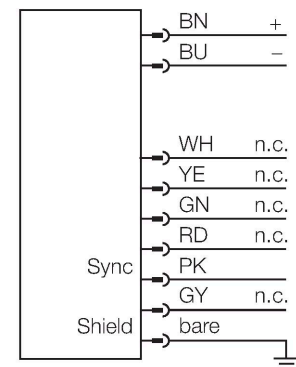 BN +
BU −
WH n.c.
YE n.c.
GN n.c.
RD n.c.
Sync PK
GY n.c.
Shield bare